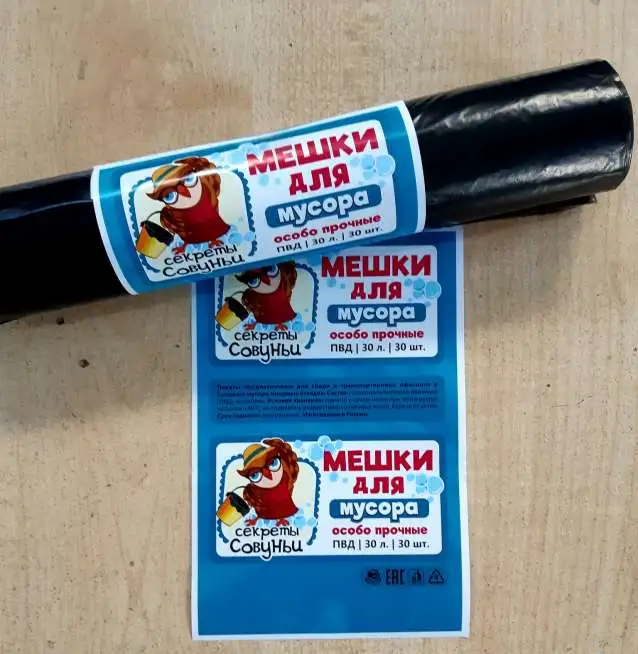 МЕШКИ
для
мусора
особо прочные
ПВД | 30 л. | 30 шт.
секреты
Совуньи
МЕШКИ
для
мусора
особо прочные
ПВД | 30 л. | 30 шт.
секреты
Совуньи
МЕШКИ
для
мусора
особо прочные
ПВД | 30 л. | 30 шт.
секреты
Совуньи
EAC